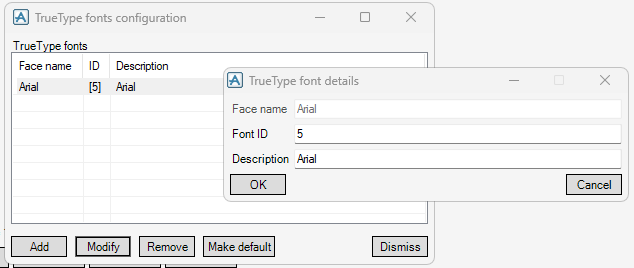 TrueType fonts configuration
TrueType fonts
Face name ID Description
Arial [5] Arial
TrueType font details
Face name Arial
Font ID 5
Description Arial
OK Cancel
Add Modify Remove Make default Dismiss